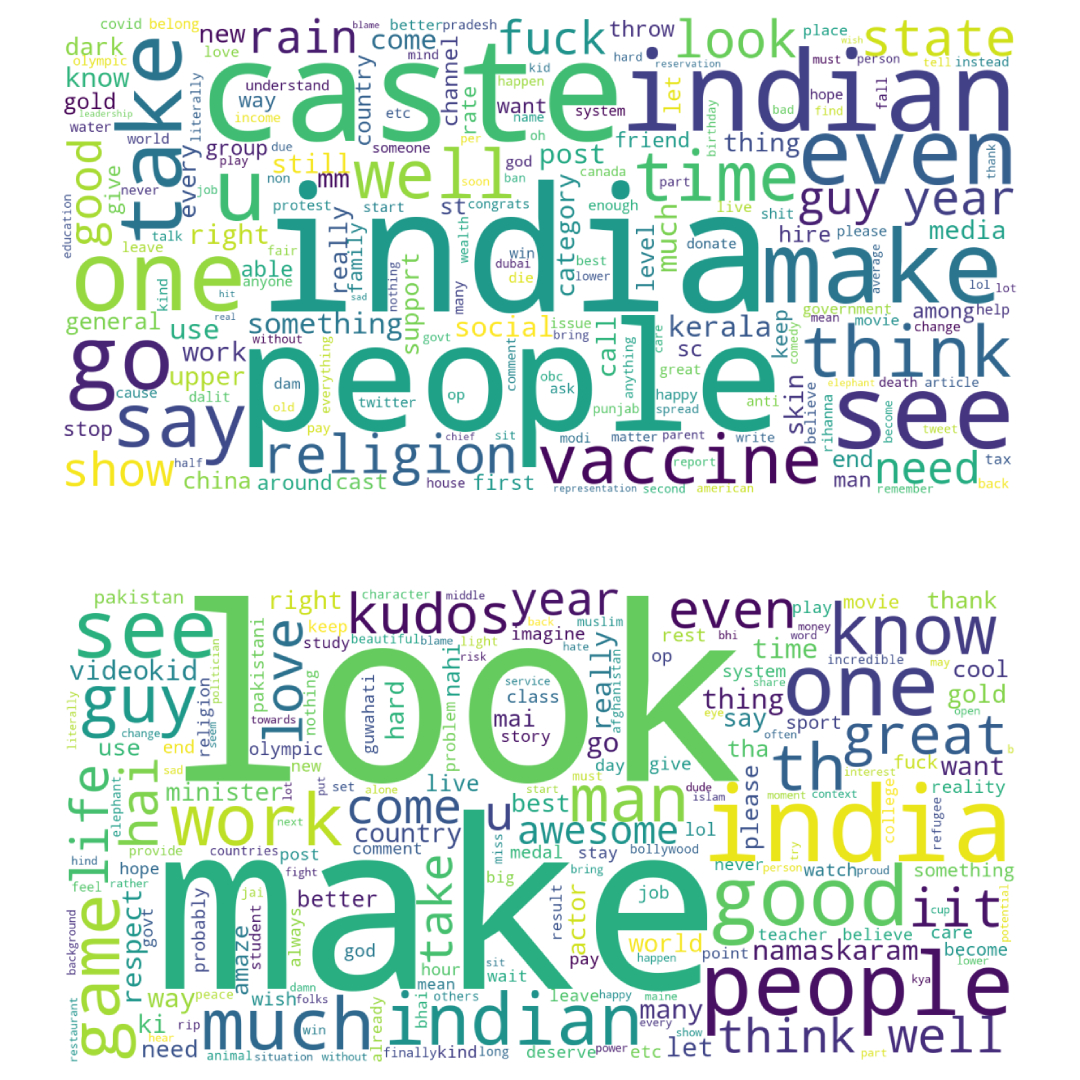 covid belong new rain blame better pradesh come fuck throw look place wish state
dark olympic love mind hard reservation must person tell instead
know take caste indian
gold leadership literally understand country channel rate want kid happen system let hope bad find fall
water way etc name oh friend birthday even
world due group someone post thing
good give never every play still mm well god ban canada time part thank
job non st congrats category enough guy year
education u protest start live shit
talk right really family india level much hire please media
leave fair win donate
one able wealth dubai best make average lol lot
kind anyone nothing many die lower
hit sad
general real use something support social issue kerala government among help
without govt bring care mean movie change
go work people call great keep think
upper everything comment sc comedy
cause dalit dam obc ask anything elephant death article
say old twitter op punjab happy anti skin believe rihanna become see
stop pay spread tweet
chief sit modi matter parent write
show half religion vaccine end need
house report man tax
china around cast first representation second american remember back
pakistan right character middle year even play movie thank
see keep love kudos back muslim money bhi word know
study beautiful blame light imagine hate rest
videokid pakistani look risk op time incredible may cool
guy politician religion nothing problem nahi service class really afghanistan system share one gold
literally seem guwahati hard mai thing eye open
change towards story say often sport
use end olympic go tha great
sad new day give th fuck b
life hai minister live set put must want
elephant lot alone start dude please interest reality
work come u best man islam moment context india college refugee
next country miss awesome lol
provide countries post comment bollywood never try
hind hope medal stay person watch proud something
feel rather fight take big bring
game respect jai better actor job good iit potential
background govt probably amaze student always make result world teacher believe care cup
god hour pay point namaskaram become
way peace wish mean sit wait happen people lower
damn kya
restaurant ki rip folks much bhai indian others leave happy many maine
hear need win already every show think well
animal situation without finally kind long deserve power etc let part